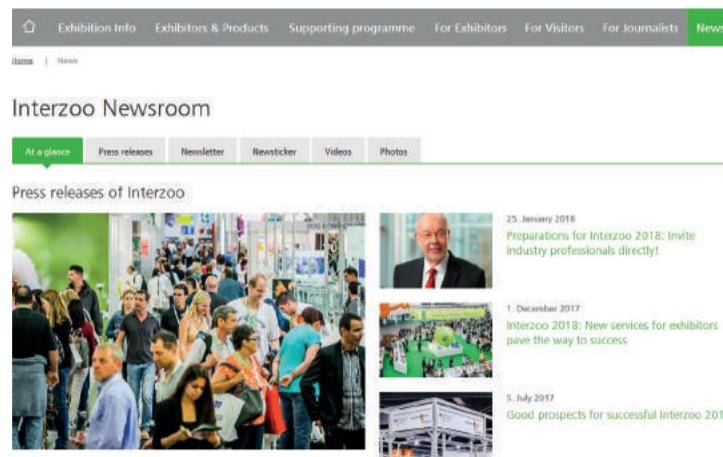 Exhibition Info Exhibitors & Products Supporting programme For Exhibitors For Visitors For Journalists News
Home | News
Interzoo Newsroom
At a glance Press releases Newsletter Newsticker Videos Photos
Press releases of Interzoo
25. January 2018
Preparations for Interzoo 2018: Invite
industry professionals directly!
1. December 2017
Interzoo 2018: New services for exhibitors
pave the way to success
5. July 2017
Good prospects for successful Interzoo 201